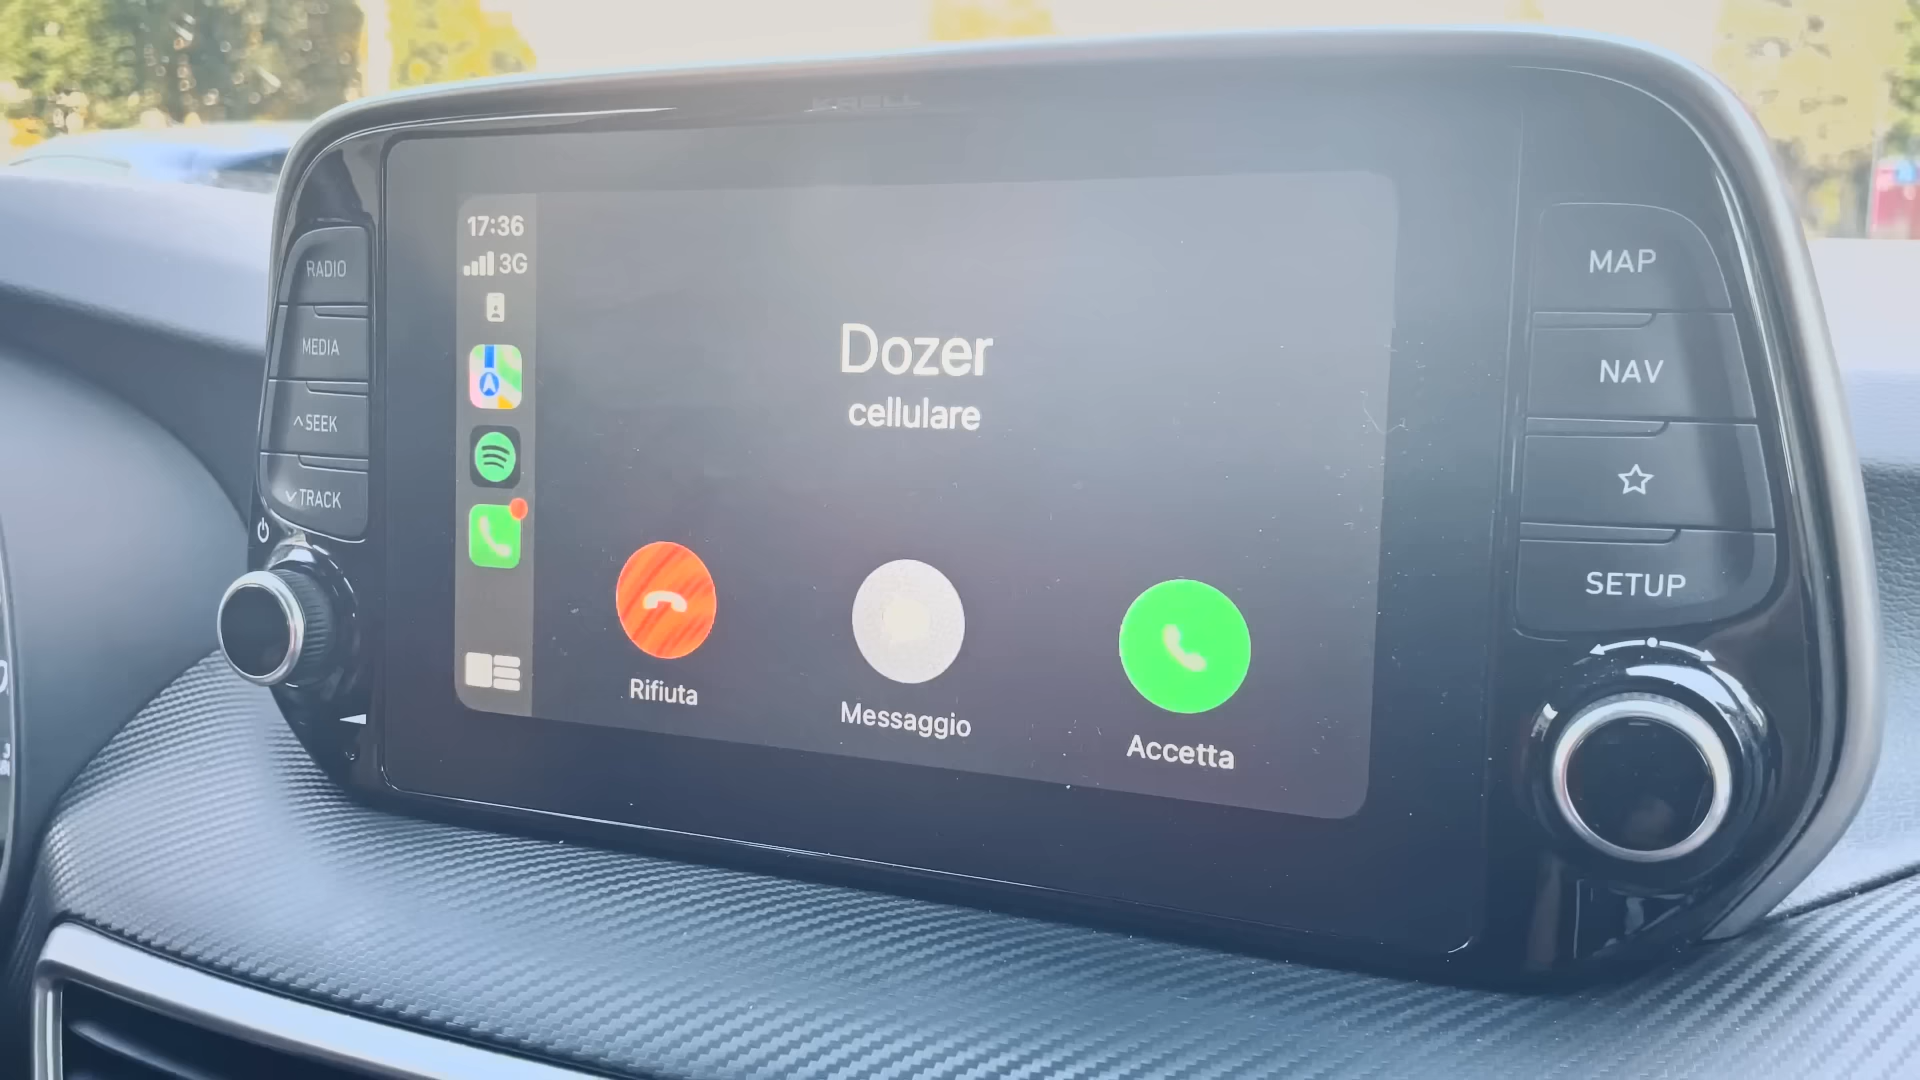 RADIO
MEDIA
SEEK
TRACK
17:36
3G
Dozer
cellulare
Rifiuta
Messaggio
Accetta
MAP
NAV
SETUP